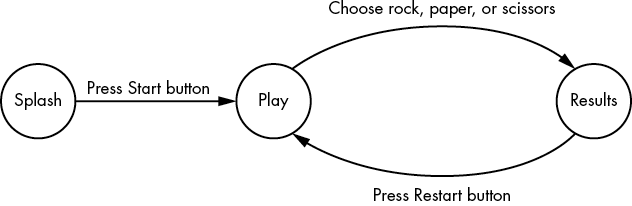 Choose rock, paper, or scissors
Splash
Press Start button
Play
Results
Press Restart button